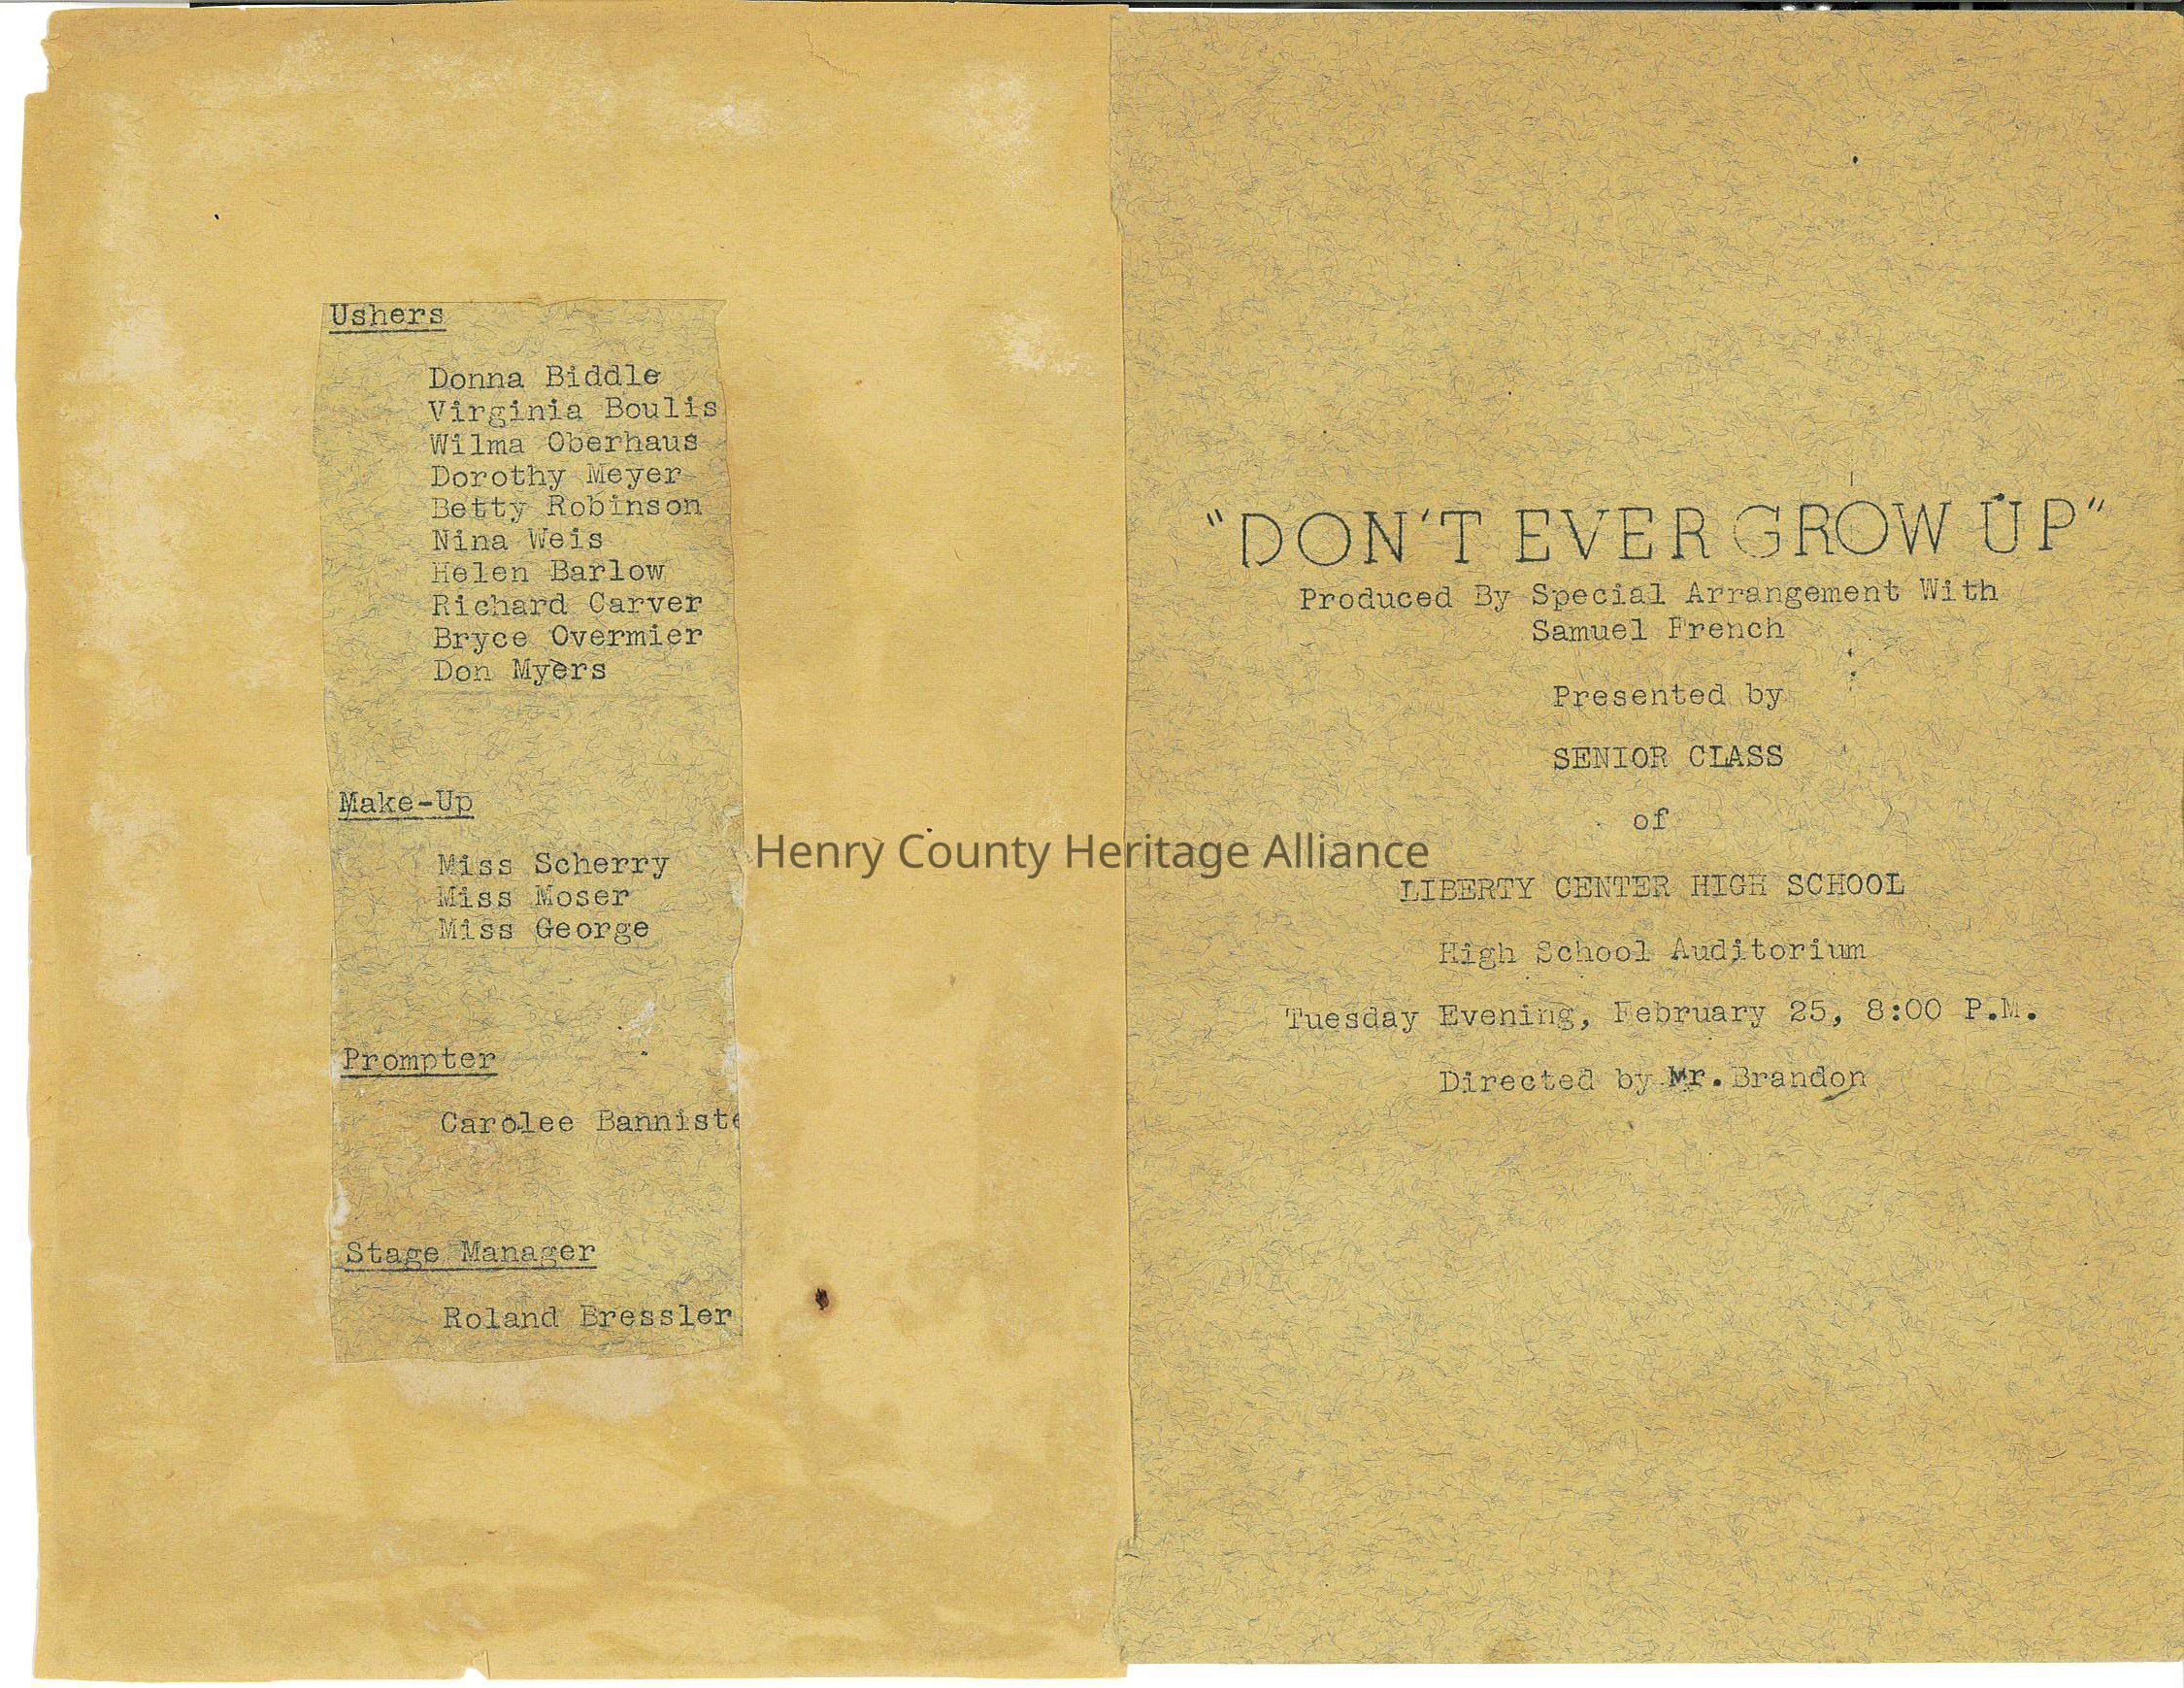 Ushers
Donna Biddle
Virginia Boulis
Wilma Oberhaus
Dorothy Meyer
Betty Robinson
Nina Weis
Helen Barlow
Richard Carver
Bryce Overmier
Don Myers
Make-Up
Miss Scherry
Miss Moser
Miss George
Prompter
Carolee Banniste
Stage Manager
Roland Bressler
Henry County Heritage Alliance
"DON'T EVER GROW UP"
Produced By Special Arrangement With
Samuel French
Presented by
SENIOR CLASS
of
LIBERTY CENTER HIGH SCHOOL
High School Auditorium
Tuesday Evening, February 25, 8:00 P.M.
Directed by Mr. Brandon